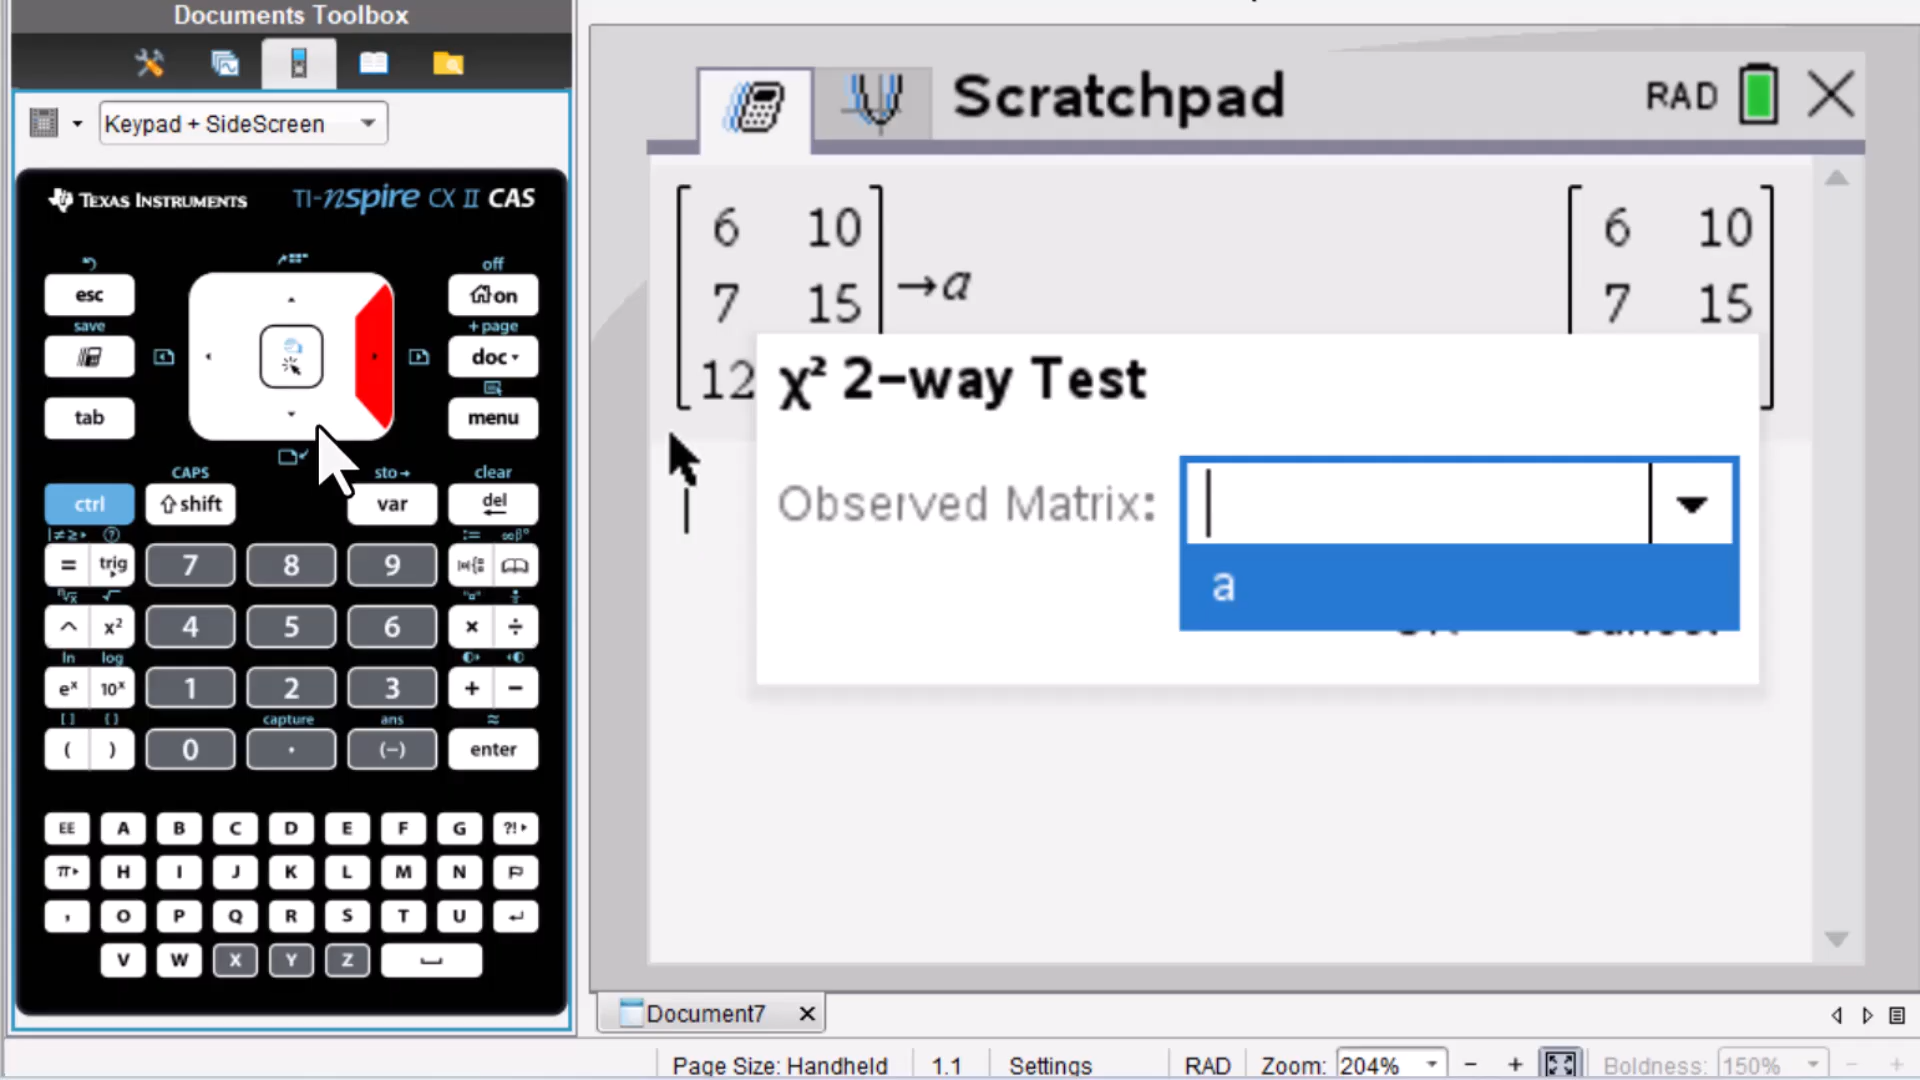 Documents Toolbox
Keypad + SideScreen
TEXAS INSTRUMENTS TI-nspire CX II CAS
off
esc
on
save
+ page
doc
tab
menu
CAPS
sto→
clear
ctrl
shift
var
del
= trig 7 8 9
^ x² 4 5 6 × ÷
ln log
eˣ 10ˣ 1 2 3 + −
[ ] { } capture ans ≈
( ) 0 . (−) enter
EE A B C D E F G ?!
π H I J K L M N
, O P Q R S T U
V W X Y Z
Scratchpad
RAD
6 10
7 15 →a
12
6 10
7 15
χ² 2-way Test
Observed Matrix:
a
Document7
Page Size: Handheld 1.1 Settings RAD Zoom: 204% − + Boldness: 150% − +